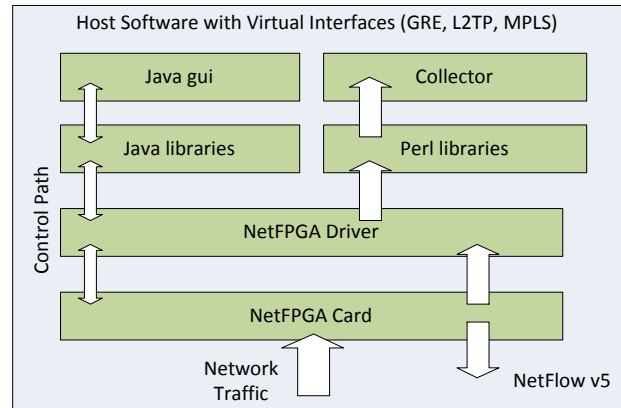 Host Software with Virtual Interfaces (GRE, L2TP, MPLS)
Java gui
Collector
Java libraries
Perl libraries
Control Path
NetFPGA Driver
NetFPGA Card
Network
Traffic
NetFlow v5